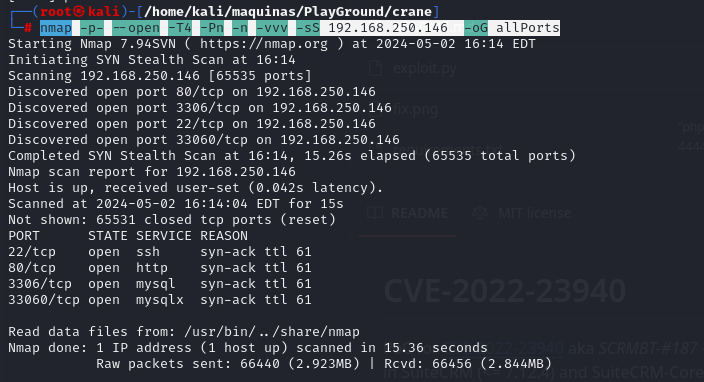 ┌──(root㉿kali)-[/home/kali/maquinas/PlayGround/crane]
└─# nmap -p- --open -T4 -Pn -n -vvv -sS 192.168.250.146 -oG allPorts
Starting Nmap 7.94SVN ( https://nmap.org ) at 2024-05-02 16:14 EDT
Initiating SYN Stealth Scan at 16:14
Scanning 192.168.250.146 [65535 ports]
Discovered open port 80/tcp on 192.168.250.146
Discovered open port 3306/tcp on 192.168.250.146
Discovered open port 22/tcp on 192.168.250.146
Discovered open port 33060/tcp on 192.168.250.146
Completed SYN Stealth Scan at 16:14, 15.26s elapsed (65535 total ports)
Nmap scan report for 192.168.250.146
Host is up, received user-set (0.042s latency).
Scanned at 2024-05-02 16:14:04 EDT for 15s
Not shown: 65531 closed tcp ports (reset)
PORT      STATE SERVICE REASON
22/tcp    open  ssh     syn-ack ttl 61
80/tcp    open  http    syn-ack ttl 61
3306/tcp  open  mysql   syn-ack ttl 61
33060/tcp open  mysqlx  syn-ack ttl 61
Read data files from: /usr/bin/../share/nmap
Nmap done: 1 IP address (1 host up) scanned in 15.36 seconds
           Raw packets sent: 66440 (2.923MB) | Rcvd: 66456 (2.844MB)
exploit.py
fix.png
README
MIT license
CVE-2022-23940
2022-23940 aka SCRMBT-#187
in SuiteCRM (<= 7.12.4) and SuiteCRM-Core